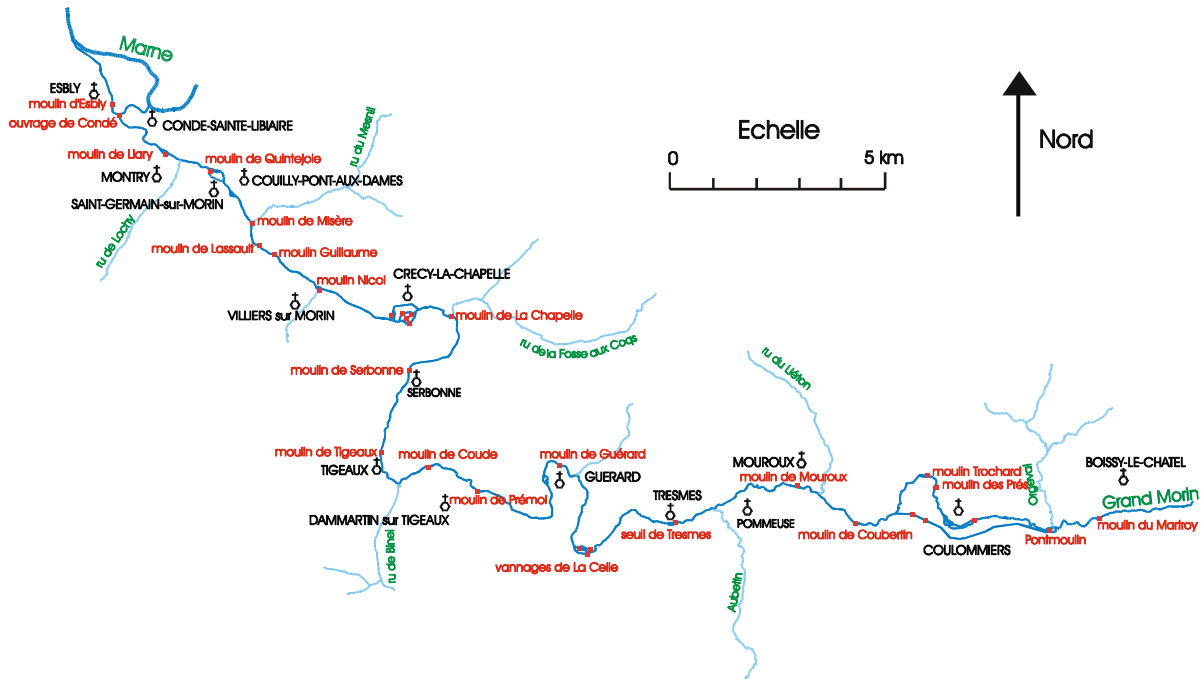 Marne
ESBLY
moulin d'Esbly
ouvrage de Condé
CONDE-SAINTE-LIBIAIRE
Echelle
0 5 km
Nord
moulin de Liary
moulin de Quintejoie
ru du Mesnil
MONTRY
COUILLY-PONT-AUX-DAMES
SAINT-GERMAIN-sur-MORIN
ru de Lochy
moulin de Misère
moulin de Lassault
moulin Guillaume
moulin Nicol
CRECY-LA-CHAPELLE
VILLIERS sur MORIN
moulin de La Chapelle
ru de la Fosse aux Coqs
moulin de Serbonne
SERBONNE
ru du Liéton
moulin de Tigeaux
TIGEAUX
moulin de Coude
moulin de Guérard
GUERARD
moulin de Prémol
DAMMARTIN sur TIGEAUX
ru de Binel
vannages de La Celle
TRESMES
seuil de Tresmes
MOUROUX
moulin de Mouroux
POMMEUSE
Aubetin
moulin de Coubertin
moulin Trochard
moulin des Prés
COULOMMIERS
Orgeval
Pontmoulin
BOISSY-LE-CHATEL
Grand Morin
moulin du Martroy